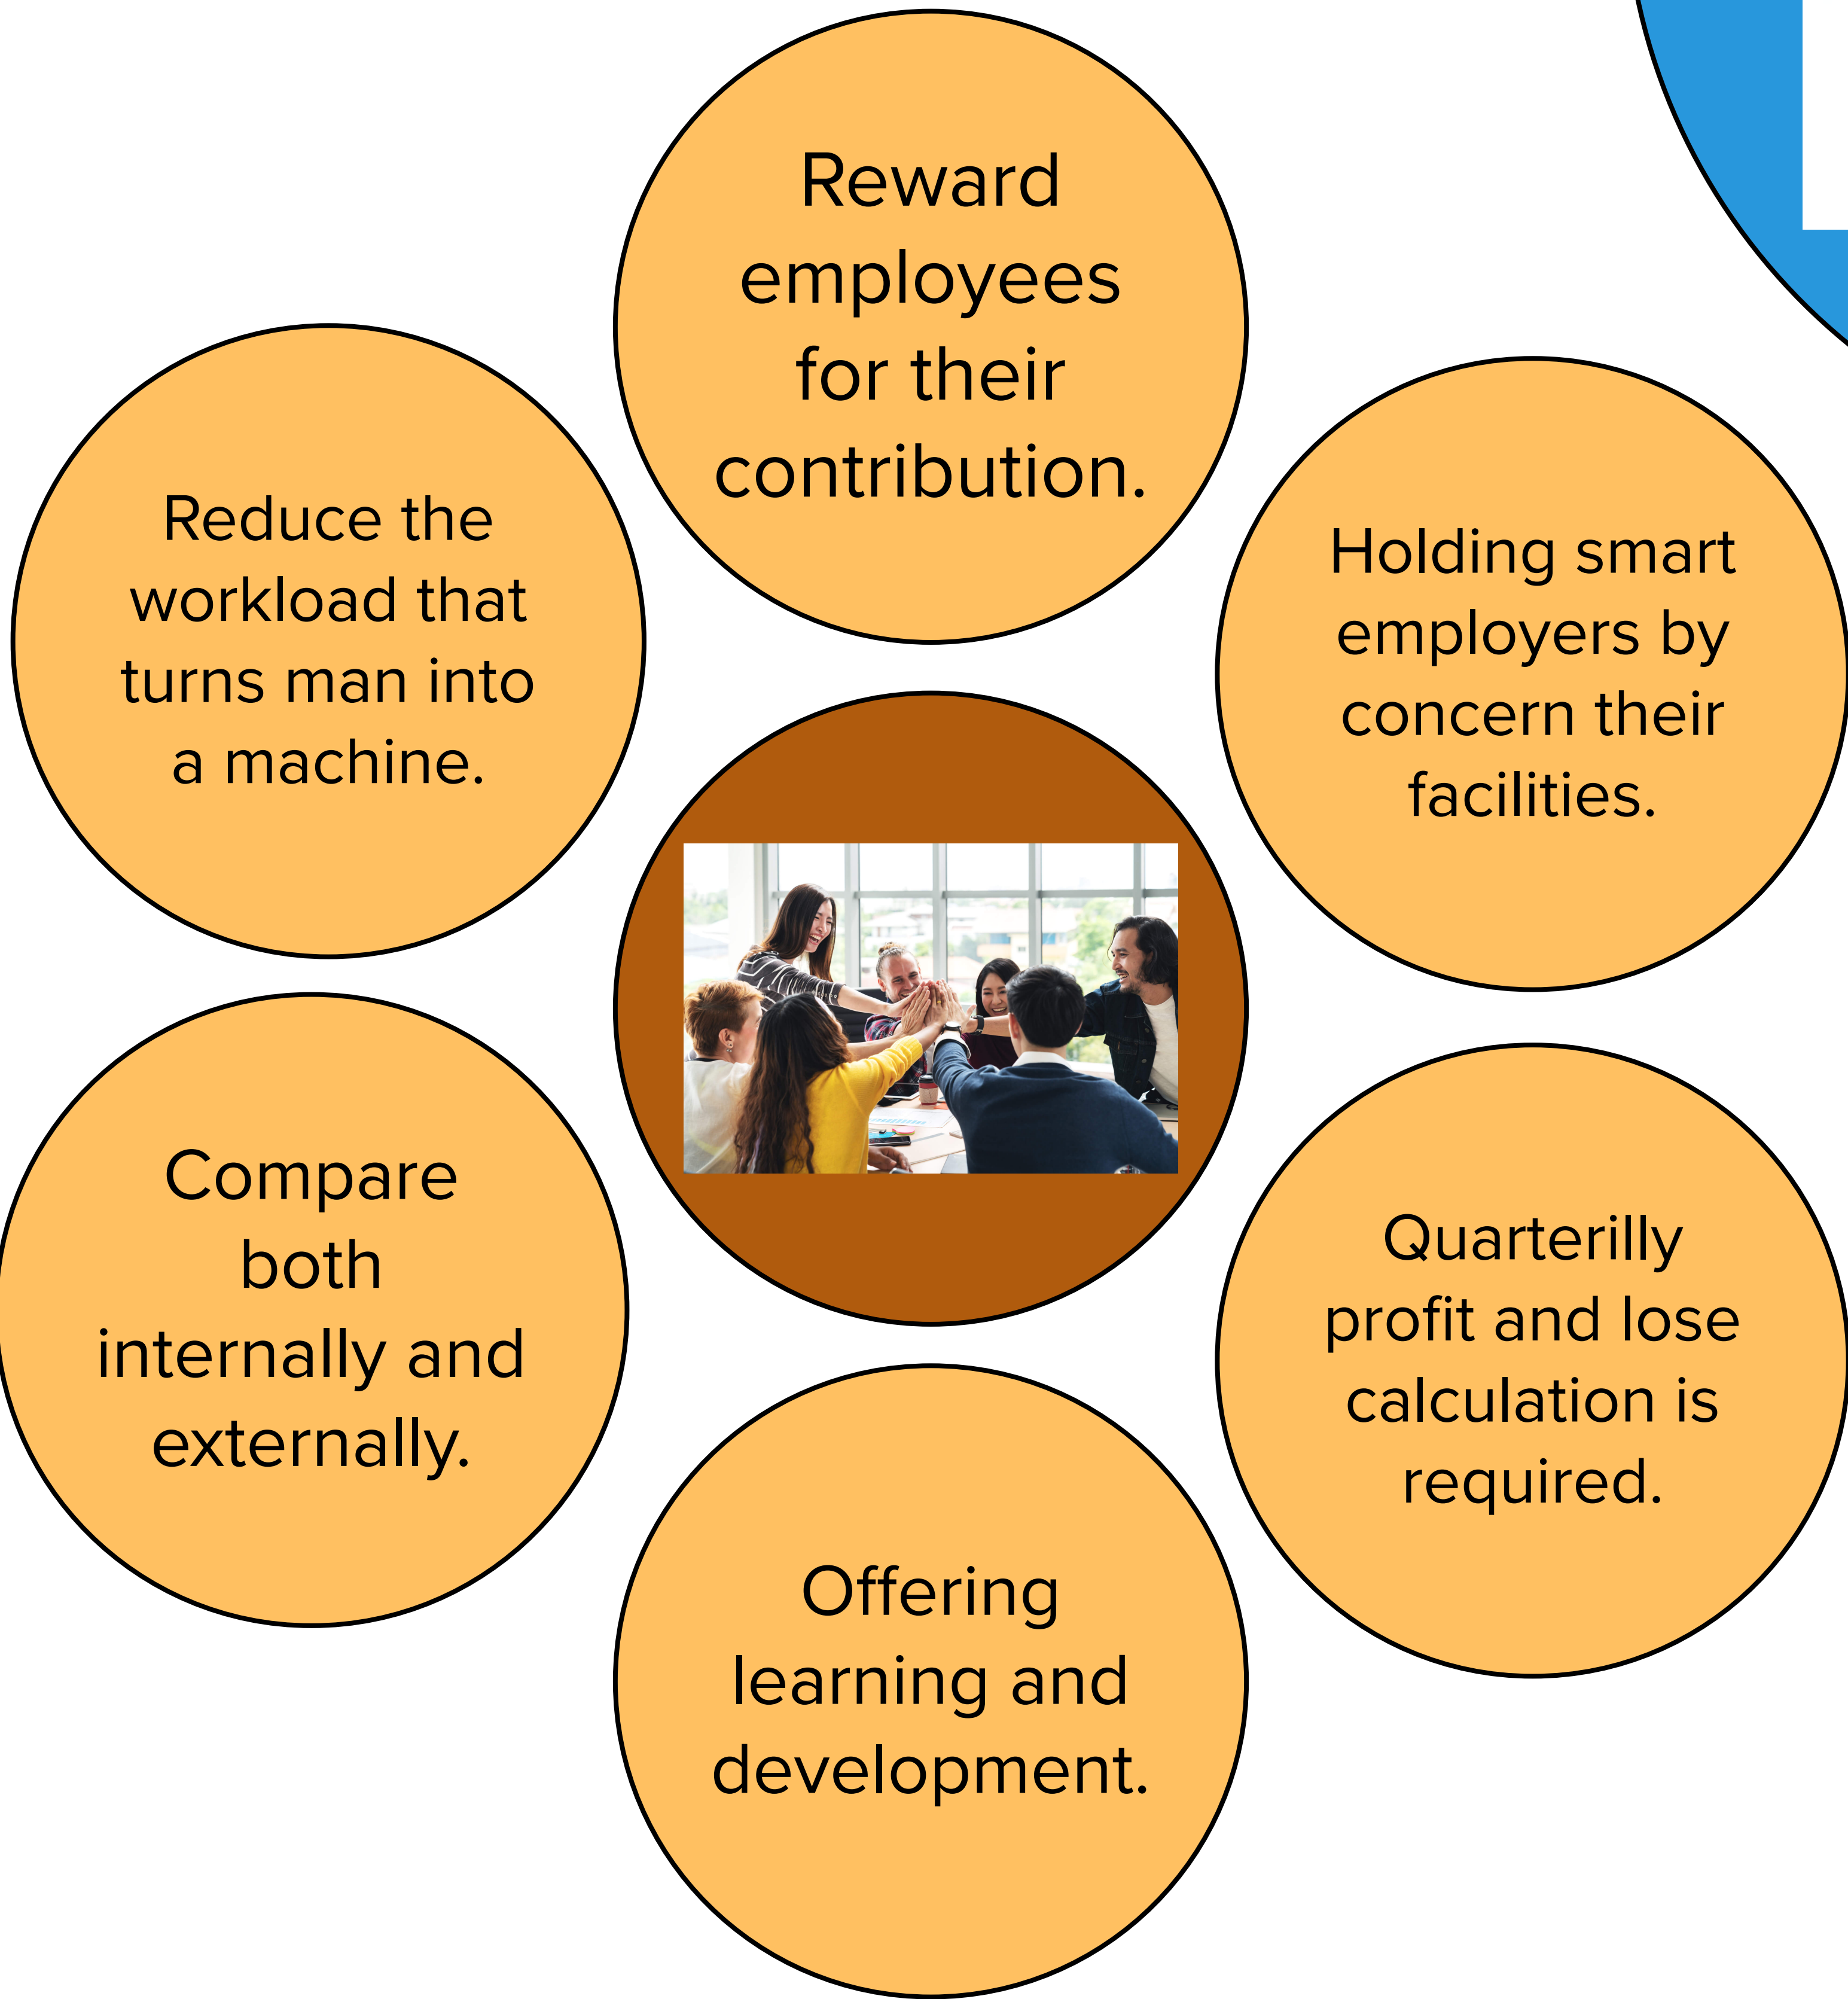 Reward
employees
for their
contribution.
Reduce the
workload that
turns man into
a machine.
Holding smart
employers by
concern their
facilities.
Compare
both
internally and
externally.
Quarterilly
profit and lose
calculation is
required.
Offering
learning and
development.